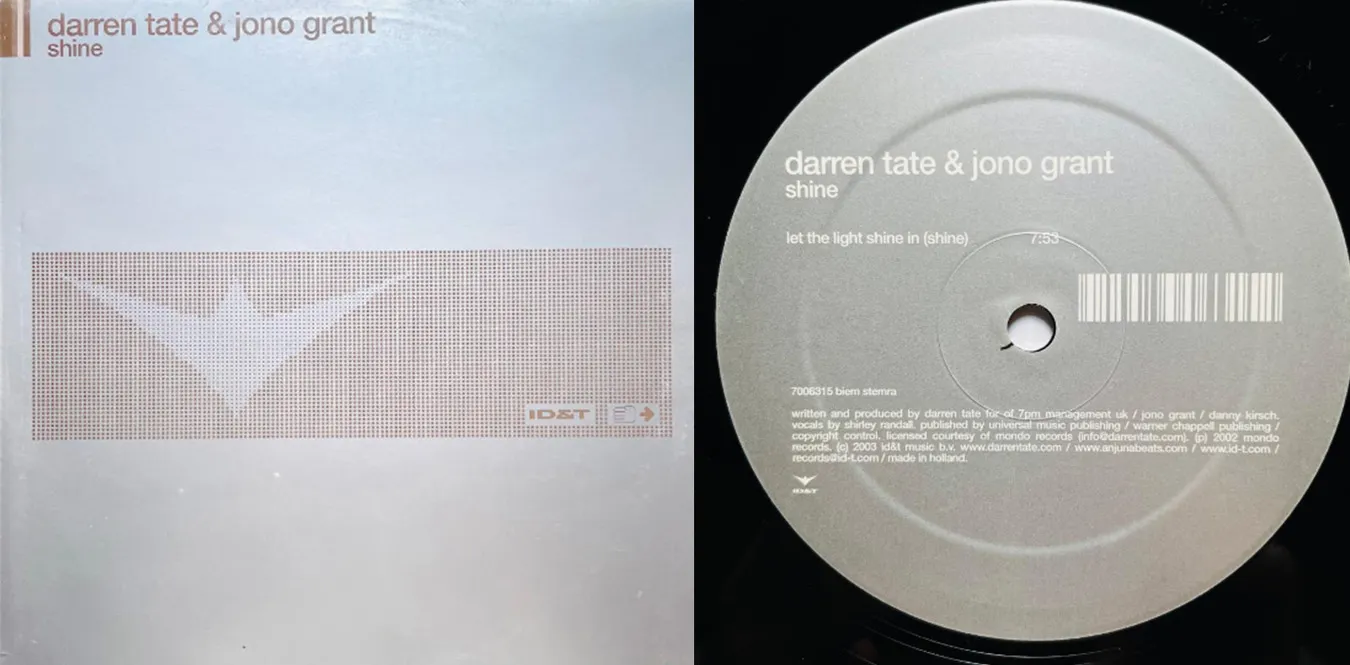 darren tate & jono grant
shine
ID&T
darren tate & jono grant
shine
let the light shine in (shine) 7:53
7006315 biem stemra
written and produced by darren tate for of 7pm management uk / jono grant / danny kirsch.
vocals by shirley randall. published by universal music publishing / warner chappell publishing /
copyright control. licensed courtesy of mondo records (info@darrentate.com). (p) 2002 mondo
records. (c) 2003 id&t music b.v. www.darrentate.com / www.anjunabeats.com / www.id-t.com /
records@id-t.com / made in holland.
ID&T